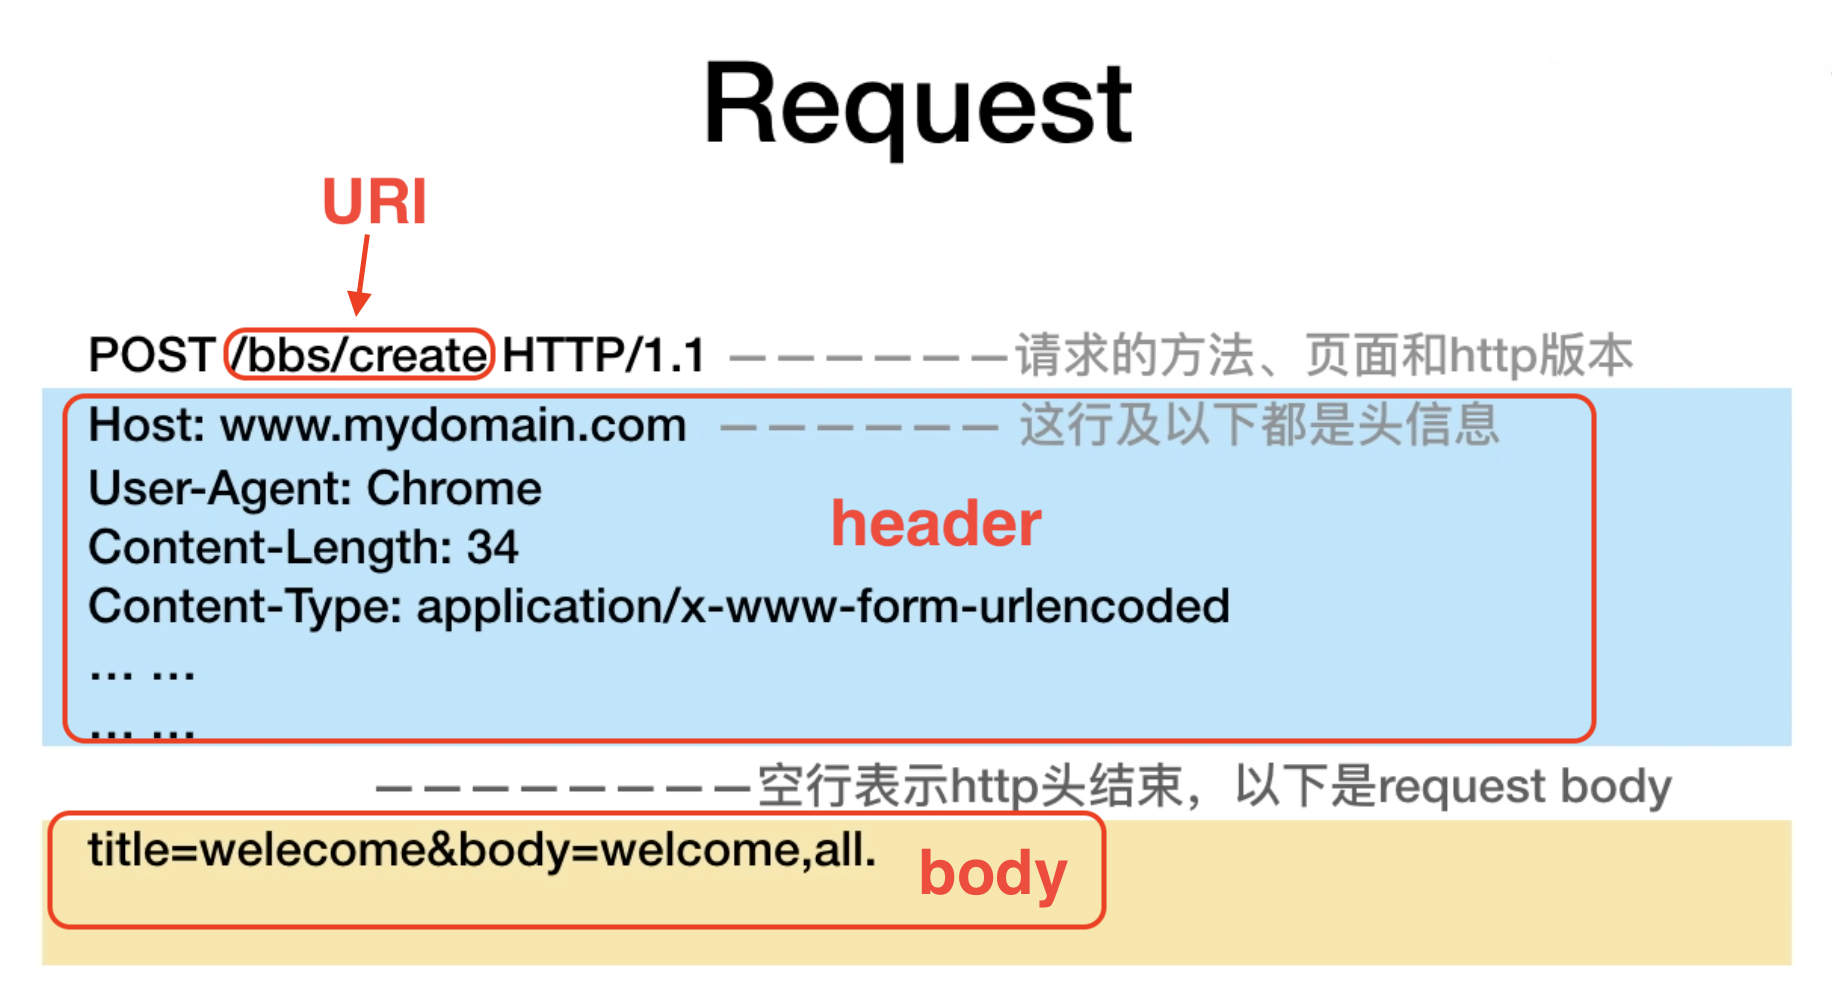 Request
URI
POST /bbs/create HTTP/1.1 ——————请求的方法、页面和http版本
Host: www.mydomain.com —————— 这行及以下都是头信息
User-Agent: Chrome
header
Content-Length: 34
Content-Type: application/x-www-form-urlencoded
... ...
... ...
————————空行表示http头结束，以下是request body
title=welecome&body=welcome,all.
body